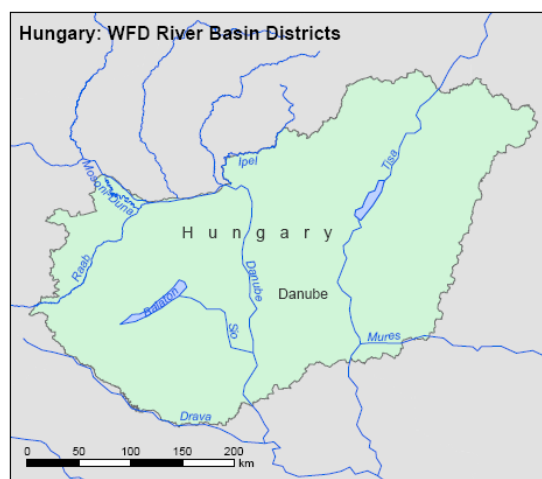 Hungary: WFD River Basin Districts
Mosoni-Duna
Ipel
Tisa
Hungary
Raab
Danube
Balaton
Danube
Sio
Mures
Drava
0 50 100 150 200
km